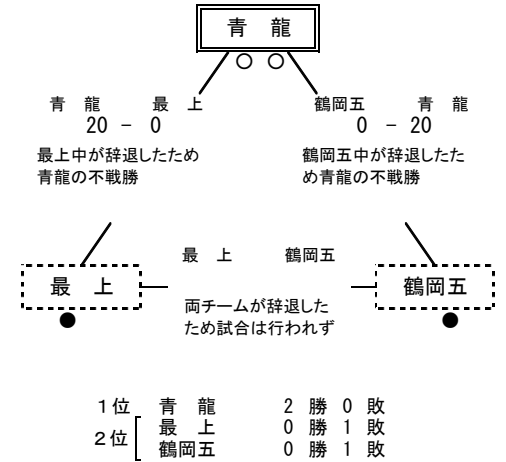 青 龍
○ ○
青 龍 最 上
20 － 0
最上中が辞退したため
青龍の不戦勝
鶴岡五 青 龍
0 － 20
鶴岡五中が辞退したた
め青龍の不戦勝
最 上
●
最 上 鶴岡五
両チームが辞退した
ため試合は行われず
鶴岡五
●
1位 青 龍 2 勝 0 敗
2位 最 上 0 勝 1 敗
鶴岡五 0 勝 1 敗